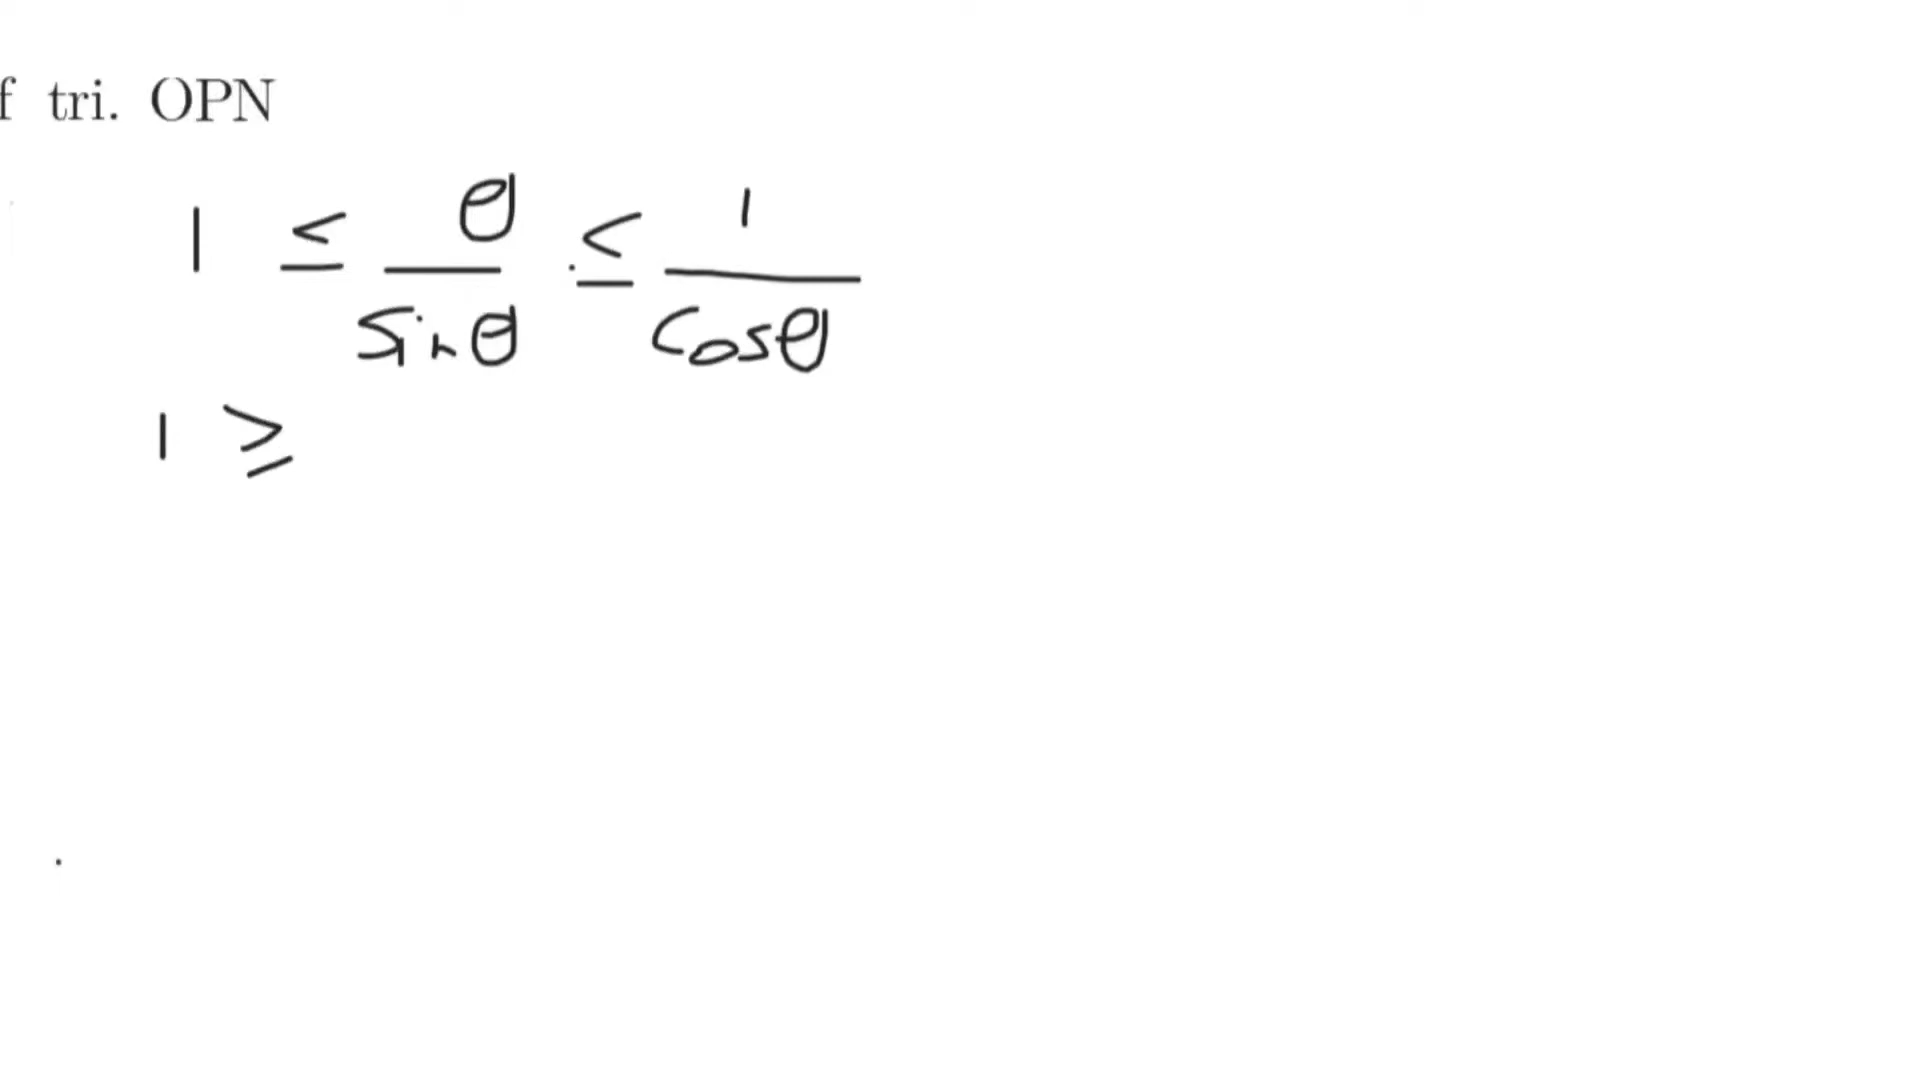 f tri. OPN
1 ≤ θ/sinθ ≤ 1/cosθ
1 ≥